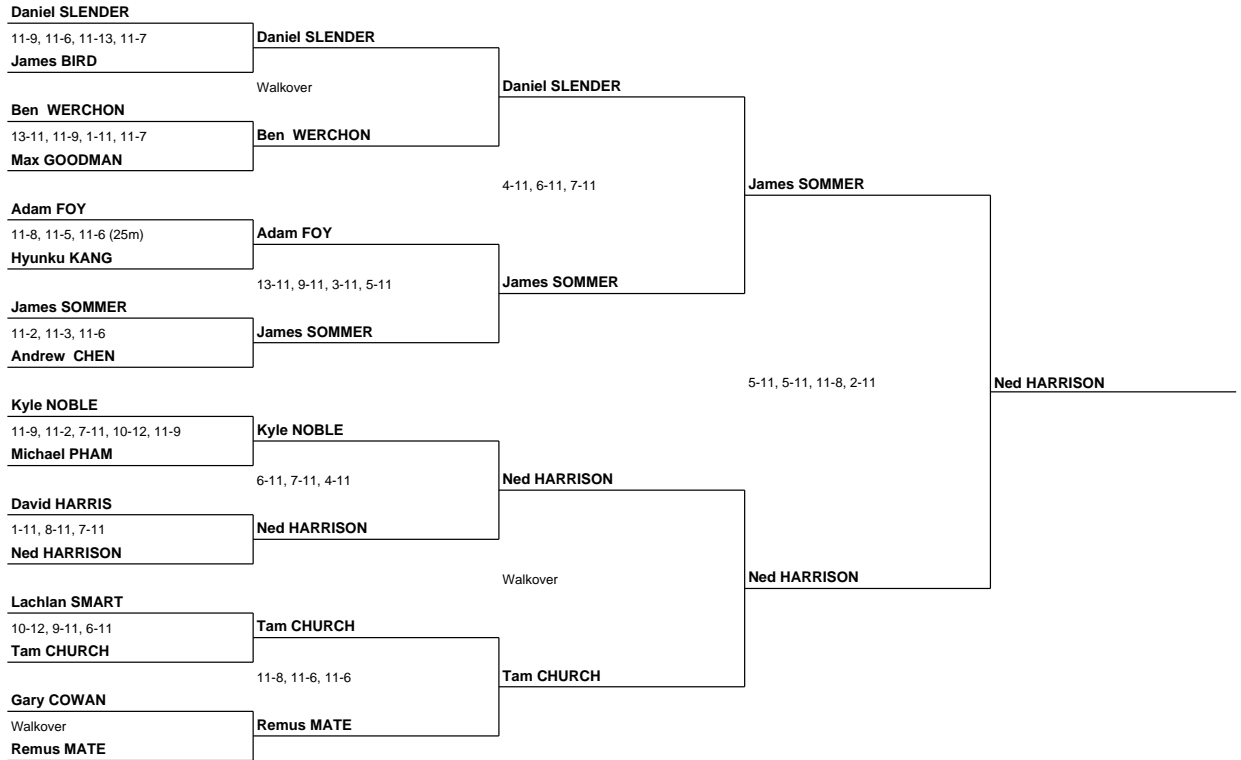 Daniel SLENDER
11-9, 11-6, 11-13, 11-7
James BIRD
Ben  WERCHON
13-11, 11-9, 1-11, 11-7
Max GOODMAN
Adam FOY
11-8, 11-5, 11-6 (25m)
Hyunku KANG
James SOMMER
11-2, 11-3, 11-6
Andrew  CHEN
Kyle NOBLE
11-9, 11-2, 7-11, 10-12, 11-9
Michael PHAM
David HARRIS
1-11, 8-11, 7-11
Ned HARRISON
Lachlan SMART
10-12, 9-11, 6-11
Tam CHURCH
Gary COWAN
Walkover
Remus MATE
Daniel SLENDER
Walkover
Ben  WERCHON
Adam FOY
13-11, 9-11, 3-11, 5-11
James SOMMER
Kyle NOBLE
6-11, 7-11, 4-11
Ned HARRISON
Tam CHURCH
11-8, 11-6, 11-6
Remus MATE
Daniel SLENDER
4-11, 6-11, 7-11
James SOMMER
Ned HARRISON
Walkover
Tam CHURCH
James SOMMER
5-11, 5-11, 11-8, 2-11
Ned HARRISON
Ned HARRISON